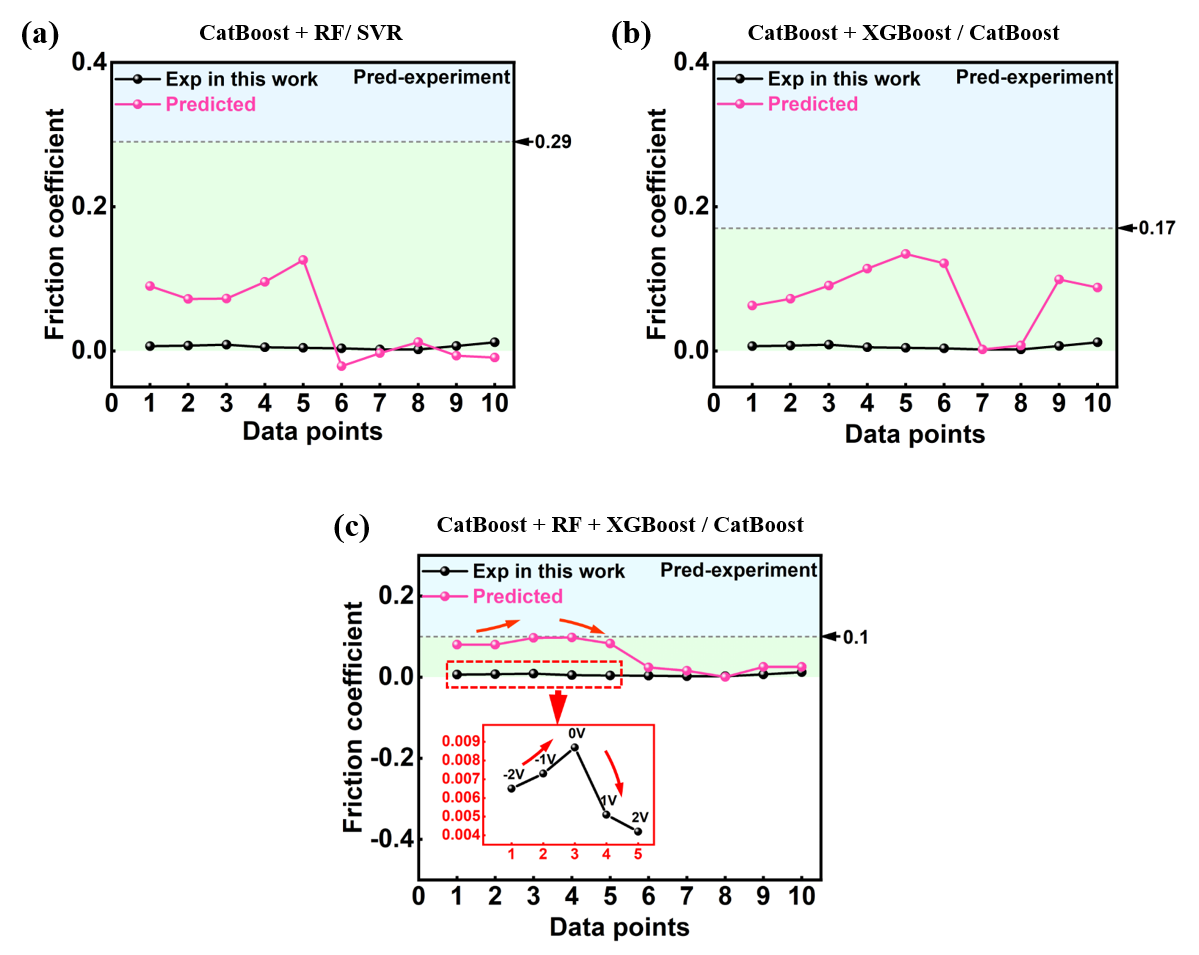 (a)
CatBoost + RF/ SVR
0.4
Exp in this work
Pred-experiment
Predicted
0.29
0.2
0.0
Friction coefficient
0 1 2 3 4 5 6 7 8 9 10
Data points
(b)
CatBoost + XGBoost / CatBoost
0.4
Exp in this work
Pred-experiment
Predicted
0.2
0.17
0.0
Friction coefficient
0 1 2 3 4 5 6 7 8 9 10
Data points
(c)
CatBoost + RF + XGBoost / CatBoost
Exp in this work
Pred-experiment
0.2
Predicted
0.1
0.0
-0.2
-0.4
Friction coefficient
0.009
0.008
0.007
0.006
0.005
0.004
-2V
-1V
0V
1V
2V
1 2 3 4 5
0 1 2 3 4 5 6 7 8 9 10
Data points